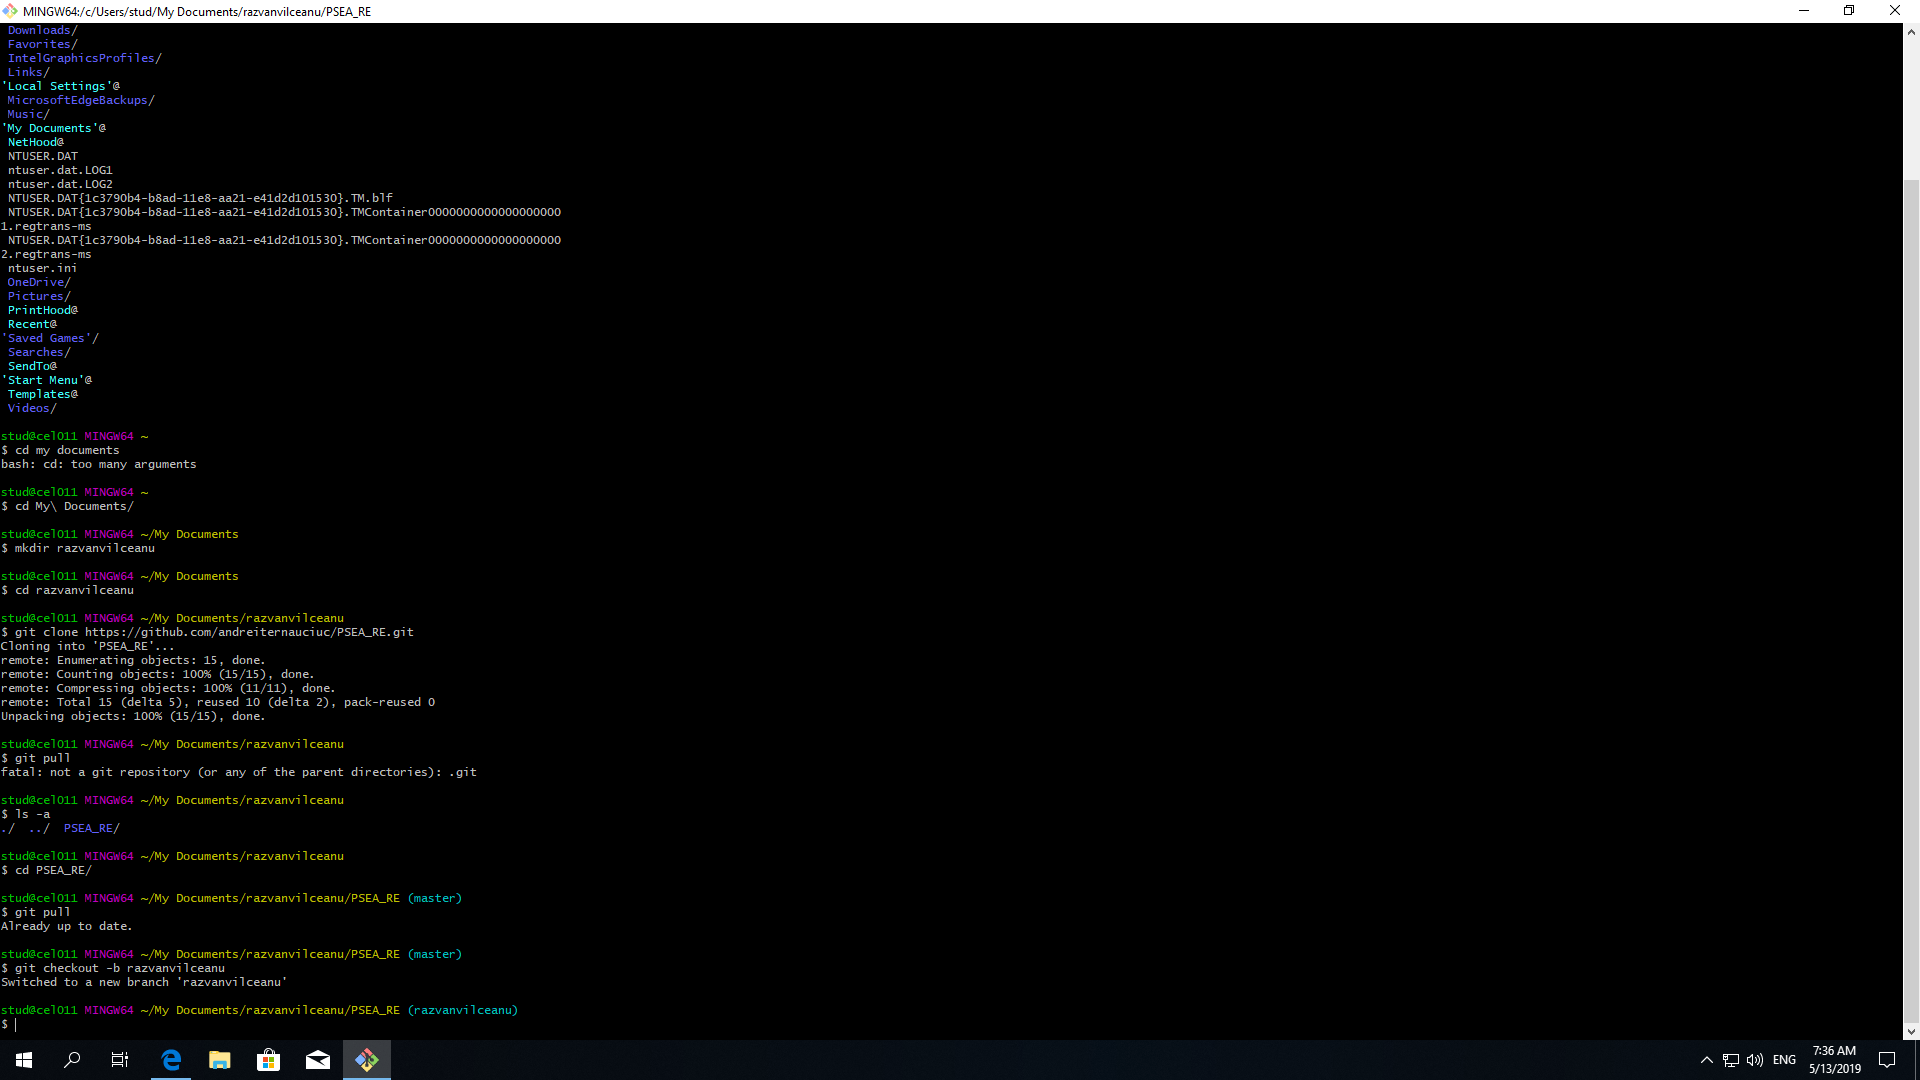 MINGW64:/c/Users/stud/My Documents/razvanvilceanu/PSEA_RE
Downloads/
Favorites/
IntelGraphicsProfiles/
Links/
'Local Settings'@
MicrosoftEdgeBackups/
Music/
'My Documents'@
NetHood@
NTUSER.DAT
ntuser.dat.LOG1
ntuser.dat.LOG2
NTUSER.DAT{1c3790b4-b8ad-11e8-aa21-e41d2d101530}.TM.blf
NTUSER.DAT{1c3790b4-b8ad-11e8-aa21-e41d2d101530}.TMContainer0000000000000000000
1.regtrans-ms
NTUSER.DAT{1c3790b4-b8ad-11e8-aa21-e41d2d101530}.TMContainer0000000000000000000
2.regtrans-ms
ntuser.ini
OneDrive/
Pictures/
PrintHood@
Recent@
'Saved Games'/
Searches/
SendTo@
'Start Menu'@
Templates@
Videos/
stud@cel011 MINGW64 ~
$ cd my documents
bash: cd: too many arguments
stud@cel011 MINGW64 ~
$ cd My\ Documents/
stud@cel011 MINGW64 ~/My Documents
$ mkdir razvanvilceanu
stud@cel011 MINGW64 ~/My Documents
$ cd razvanvilceanu
stud@cel011 MINGW64 ~/My Documents/razvanvilceanu
$ git clone https://github.com/andreiternauciuc/PSEA_RE.git
Cloning into 'PSEA_RE'...
remote: Enumerating objects: 15, done.
remote: Counting objects: 100% (15/15), done.
remote: Compressing objects: 100% (11/11), done.
remote: Total 15 (delta 5), reused 10 (delta 2), pack-reused 0
Unpacking objects: 100% (15/15), done.
stud@cel011 MINGW64 ~/My Documents/razvanvilceanu
$ git pull
fatal: not a git repository (or any of the parent directories): .git
stud@cel011 MINGW64 ~/My Documents/razvanvilceanu
$ ls -a
./  ../  PSEA_RE/
stud@cel011 MINGW64 ~/My Documents/razvanvilceanu
$ cd PSEA_RE/
stud@cel011 MINGW64 ~/My Documents/razvanvilceanu/PSEA_RE (master)
$ git pull
Already up to date.
stud@cel011 MINGW64 ~/My Documents/razvanvilceanu/PSEA_RE (master)
$ git checkout -b razvanvilceanu
Switched to a new branch 'razvanvilceanu'
stud@cel011 MINGW64 ~/My Documents/razvanvilceanu/PSEA_RE (razvanvilceanu)
$
ENG
7:36 AM
5/13/2019